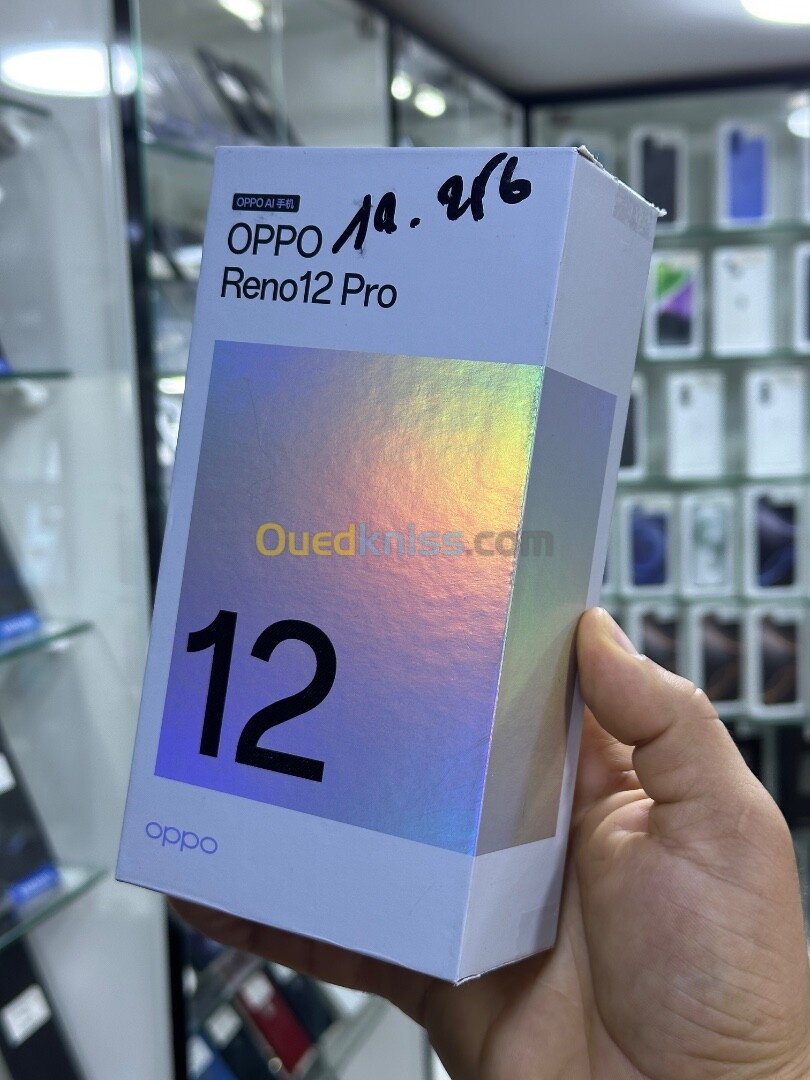 OPPO AI 手机
OPPO 12.256
Reno12 Pro
Ouedkniss.com
12
oppo